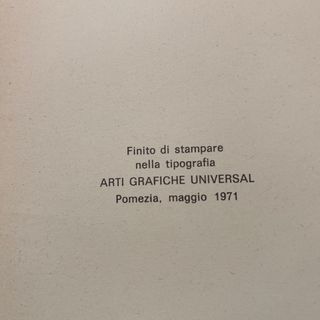 Finito di stampare
nella tipografia
ARTI GRAFICHE UNIVERSAL
Pomezia, maggio 1971